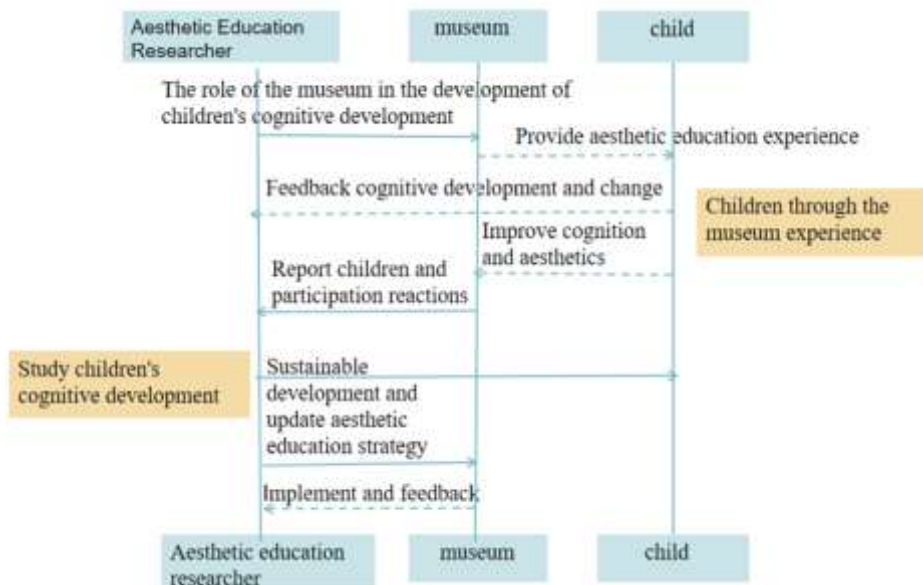 Aesthetic Education
Researcher
museum
child
The role of the museum in the development of
children's cognitive development
Provide aesthetic education experience
Feedback cognitive development and change
Children through the
museum experience
Improve cognition
and aesthetics
Report children and
participation reactions
Study children's
cognitive development
Sustainable
development and
update aesthetic
education strategy
Implement and feedback
Aesthetic education
researcher
museum
child